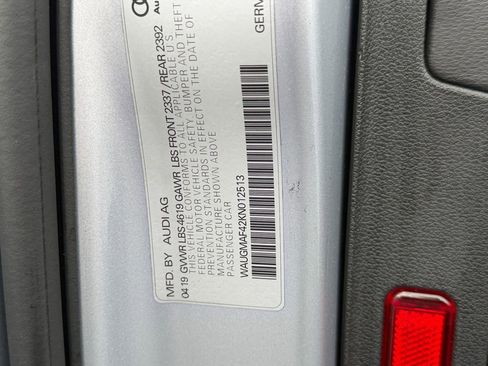 Au
GERM
MFD. BY AUDI AG
04 19 GVWR LBS 4619 GAWR LBS FRONT 2337 /REAR 2392
THIS VEHICLE CONFORMS TO ALL APPLICABLE U.S.
FEDERAL MOTOR VEHICLE SAFETY, BUMPER AND THEFT
PREVENTION STANDARDS IN EFFECT ON THE DATE OF
MANUFACTURE SHOWN ABOVE
PASSENGER CAR
WAUGMAF42KN012513